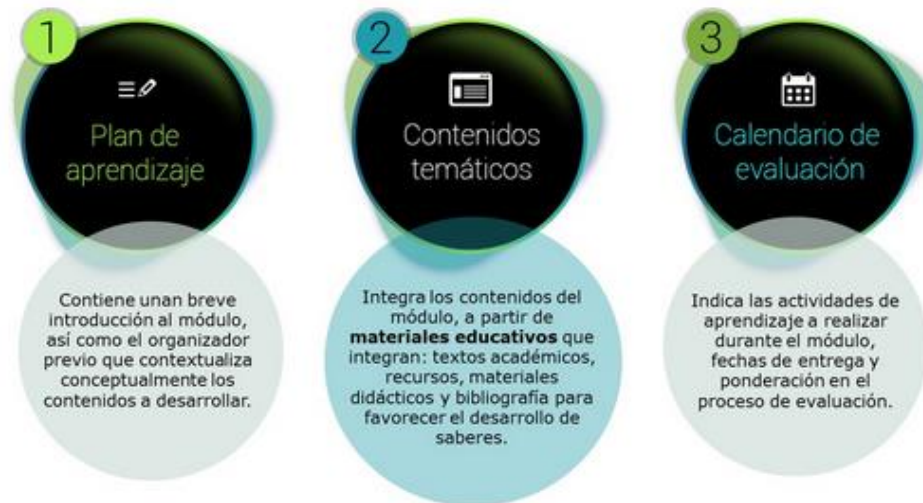 1
Plan de
aprendizaje
Contiene unan breve
introducción al módulo,
así como el organizador
previo que contextualiza
conceptualmente los
contenidos a desarrollar.
2
Contenidos
temáticos
Integra los contenidos del
módulo, a partir de
materiales educativos que
integran: textos académicos,
recursos, materiales
didácticos y bibliografía para
favorecer el desarrollo de
saberes.
3
Calendario de
evaluación
Indica las actividades de
aprendizaje a realizar
durante el módulo,
fechas de entrega y
ponderación en el
proceso de evaluación.